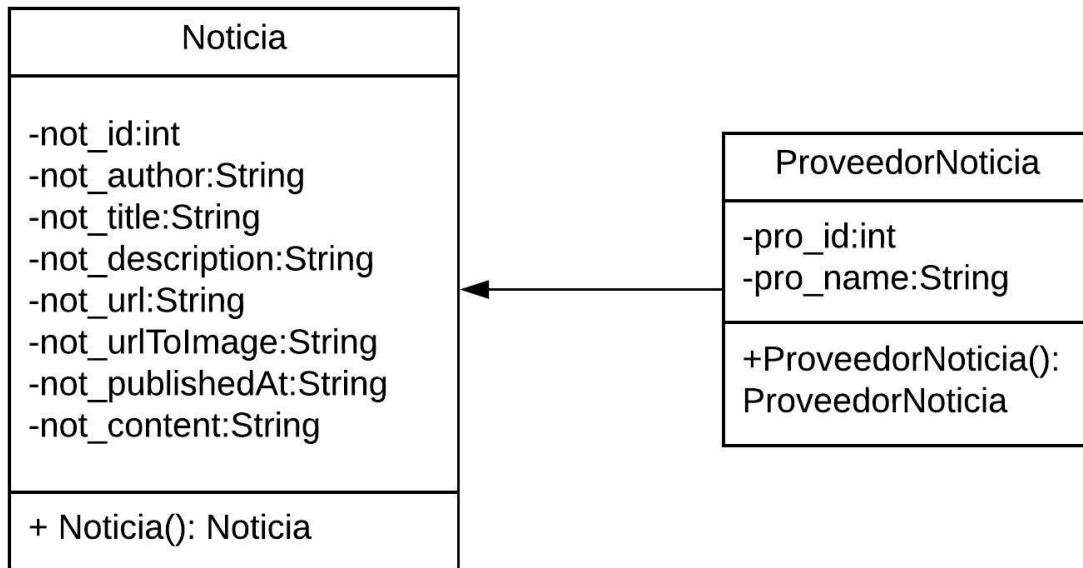 Noticia
-not_id:int
-not_author:String
-not_title:String
-not_description:String
-not_url:String
-not_urlToImage:String
-not_publishedAt:String
-not_content:String
+ Noticia(): Noticia
ProveedorNoticia
-pro_id:int
-pro_name:String
+ProveedorNoticia():
ProveedorNoticia